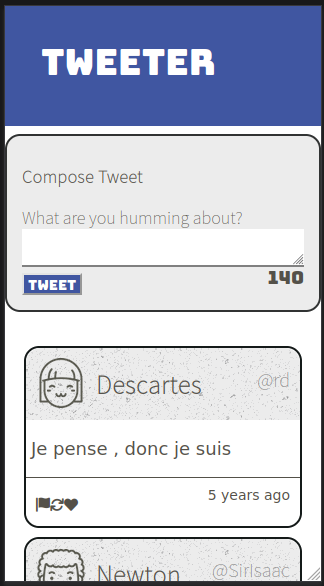 TWEETER
Compose Tweet
What are you humming about?
TWEET
140
Descartes
@rd
Je pense , donc je suis
5 years ago
Newton
@SirIsaac